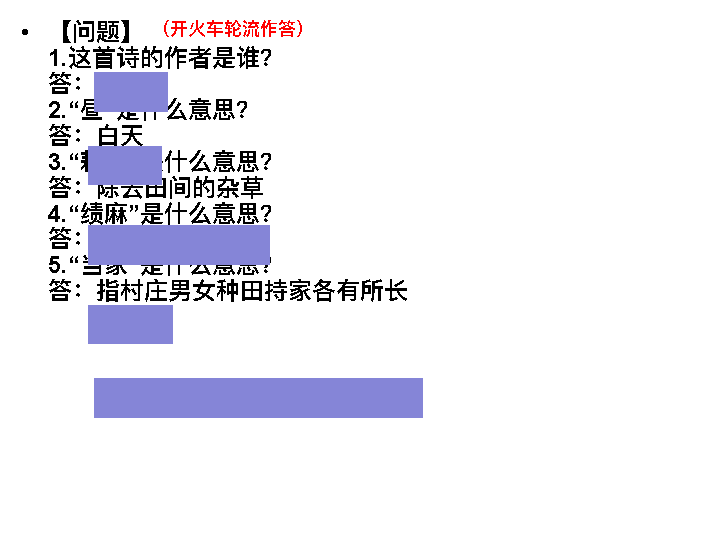 • 【问题】 （开火车轮流作答）
1.这首诗的作者是谁?
答：
2.“昼”是什么意思?
答：白天
3.“ 是什么意思?
答：除去田间的杂草
4.“绩麻”是什么意思?
答：
5.“当家”是什么意思?
答：指村庄男女种田持家各有所长